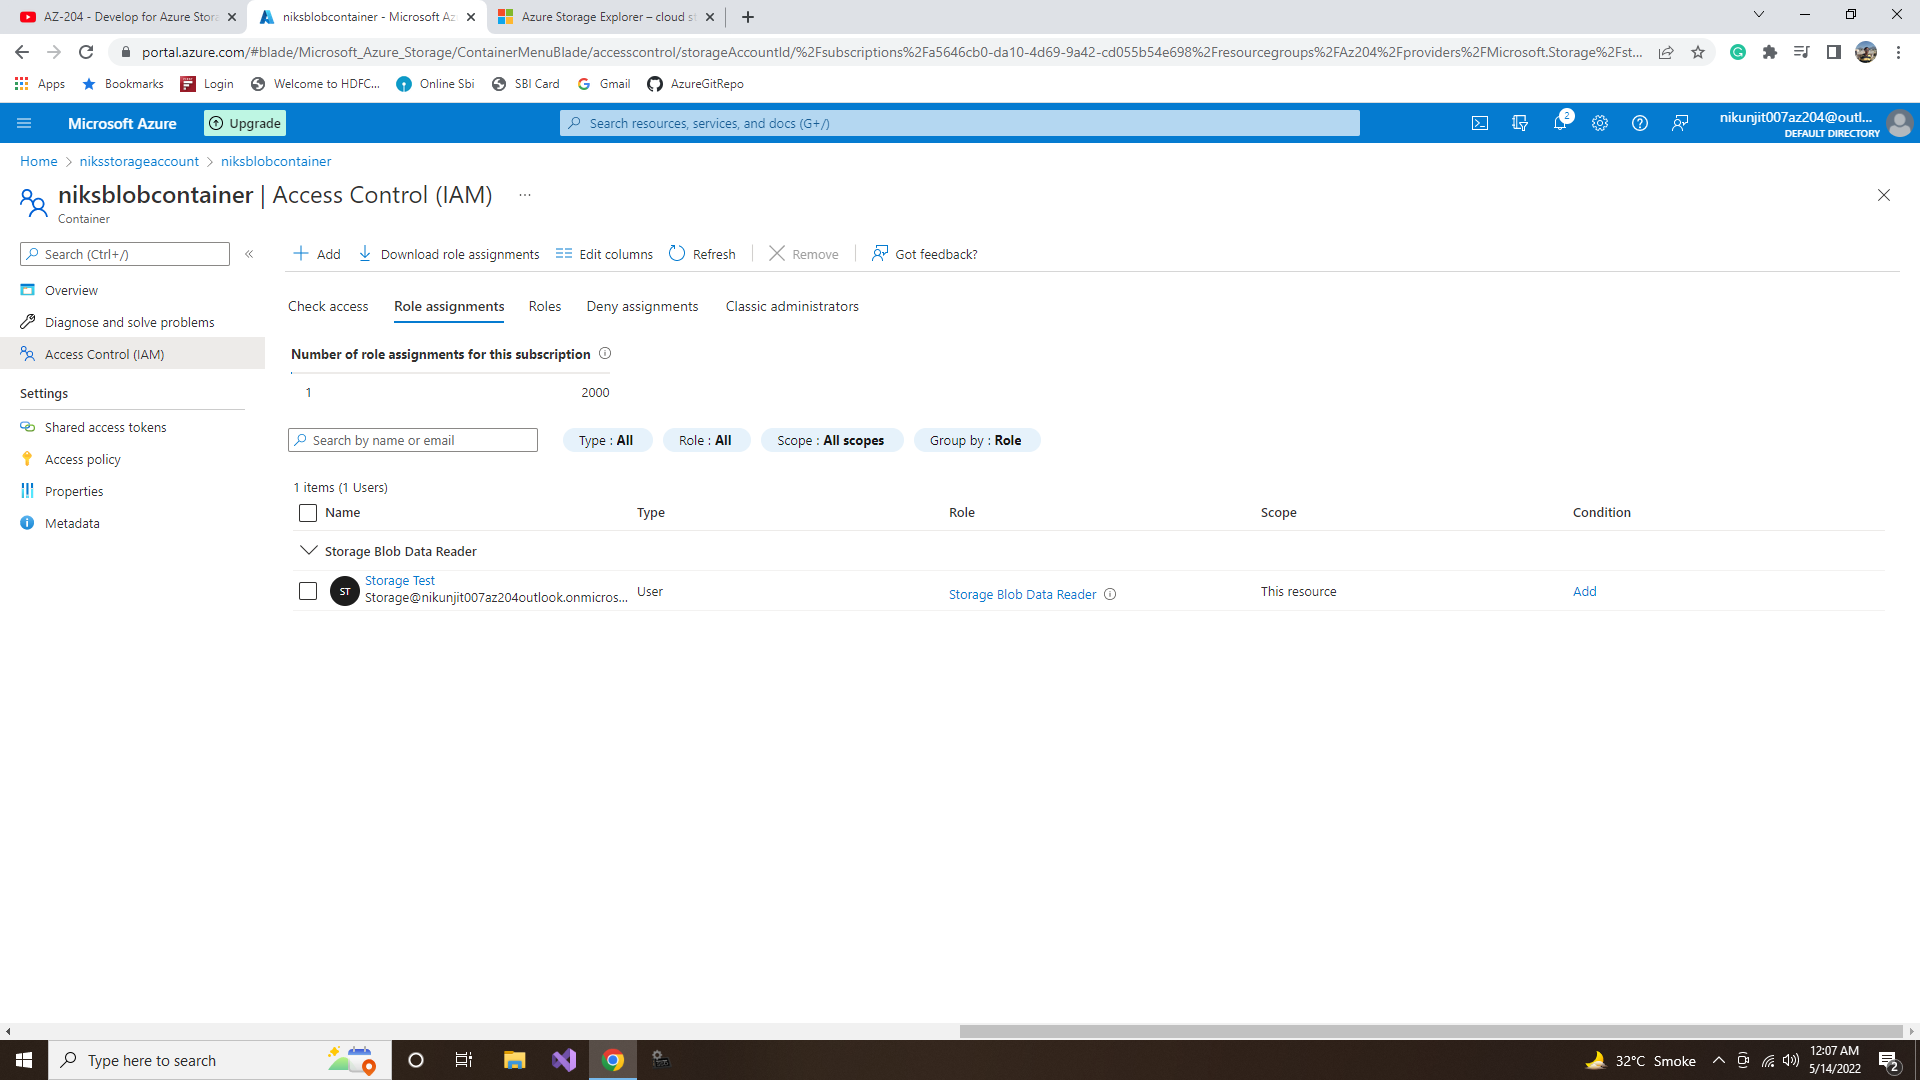 AZ-204 - Develop for Azure Stora
niksblobcontainer - Microsoft Az
Azure Storage Explorer – cloud st
portal.azure.com/#blade/Microsoft_Azure_Storage/ContainerMenuBlade/accesscontrol/storageAccountId/%2Fsubscriptions%2Fa5646cb0-da10-4d69-9a42-cd055b54e698%2Fresourcegroups%2FAz204%2Fproviders%2FMicrosoft.Storage%2Fst...
Apps
Bookmarks
Login
Welcome to HDFC...
Online Sbi
SBI Card
Gmail
AzureGitRepo
Microsoft Azure
Upgrade
Search resources, services, and docs (G+/)
2
nikunjit007az204@outl...
DEFAULT DIRECTORY
Home > niksstorageaccount > niksblobcontainer
niksblobcontainer | Access Control (IAM) ...
Container
Search (Ctrl+/)
Add
Download role assignments
Edit columns
Refresh
Remove
Got feedback?
Overview
Diagnose and solve problems
Access Control (IAM)
Settings
Shared access tokens
Access policy
Properties
Metadata
Check access
Role assignments
Roles
Deny assignments
Classic administrators
Number of role assignments for this subscription
1
2000
Search by name or email
Type : All
Role : All
Scope : All scopes
Group by : Role
1 items (1 Users)
Name
Type
Role
Scope
Condition
Storage Blob Data Reader
ST
Storage Test
Storage@nikunjit007az204outlook.onmicros...
User
Storage Blob Data Reader
This resource
Add
Type here to search
32°C Smoke
12:07 AM
5/14/2022
2